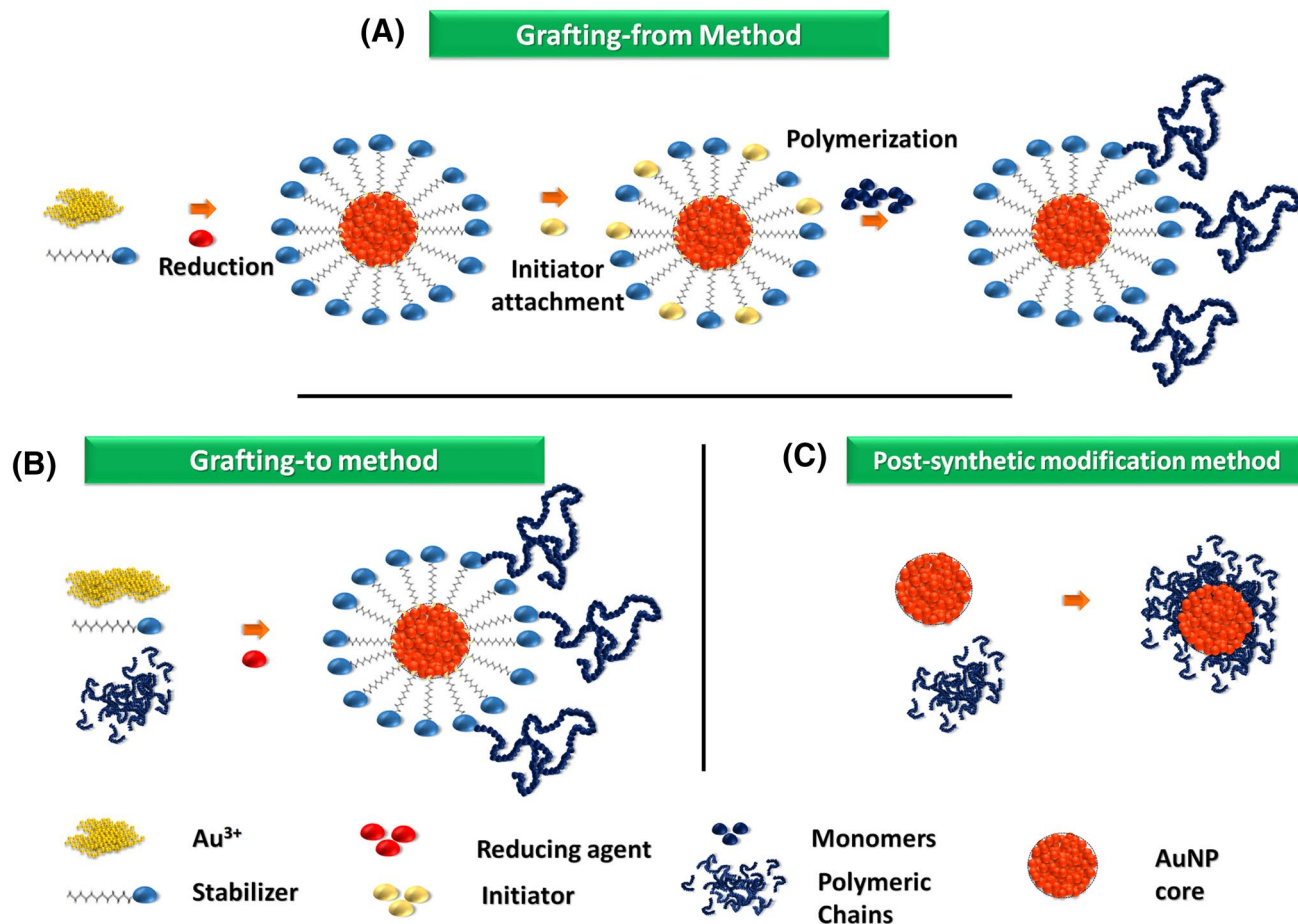 (A)
Grafting-from Method
Polymerization
Reduction
Initiator
attachment
(B)
Grafting-to method
(C)
Post-synthetic modification method
Au³⁺
Reducing agent
Monomers
AuNP
core
Stabilizer
Initiator
Polymeric
Chains